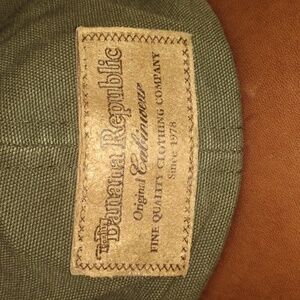 Banana Republic
Original
FINE QUALITY CLOTHING COMPANY
Since 1978